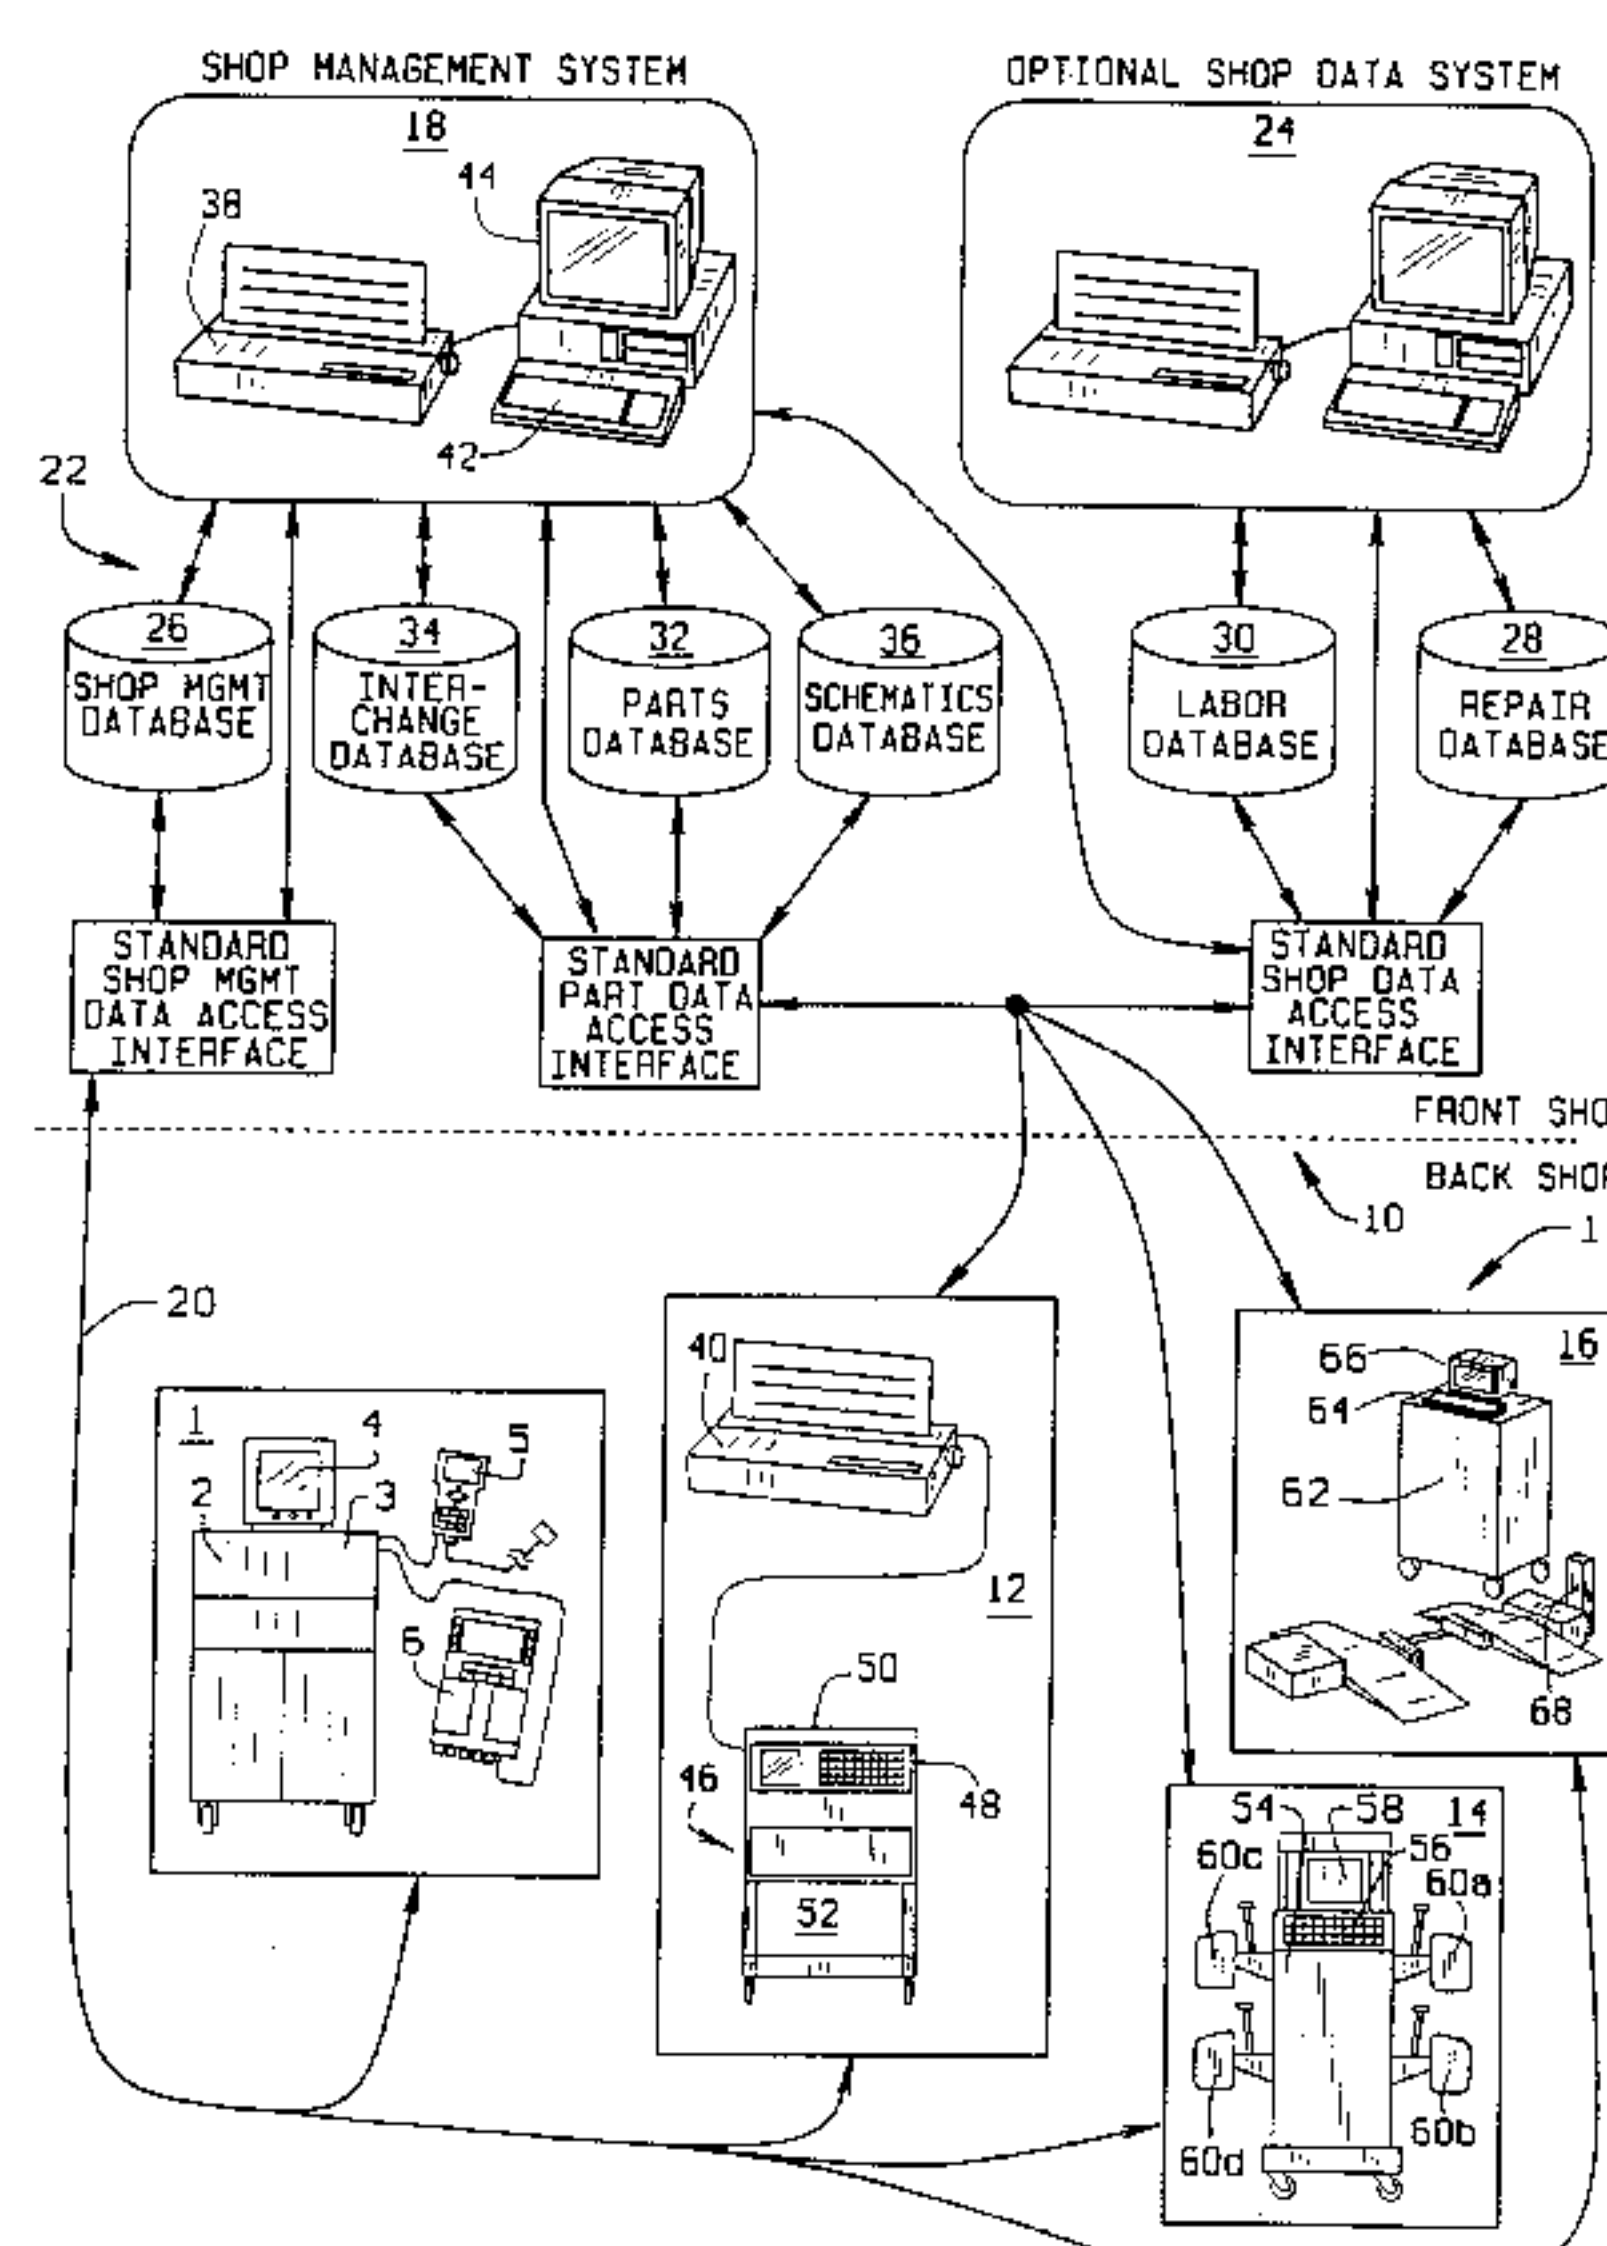 SHOP MANAGEMENT SYSTEM
OPTIONAL SHOP DATA SYSTEM
18
24
44
38
42
22
26
SHOP MGMT
DATABASE
34
INTER-
CHANGE
DATABASE
32
PARTS
DATABASE
36
SCHEMATICS
DATABASE
30
LABOR
DATABASE
28
REPAIR
DATABASE
STANDARD
SHOP MGMT
DATA ACCESS
INTERFACE
STANDARD
PART DATA
ACCESS
INTERFACE
STANDARD
SHOP DATA
ACCESS
INTERFACE
FRONT SHO
BACK SHOP
10
1
20
1
4
5
2
3
6
40
12
50
46
48
52
16
66
64
62
68
54
58
14
56
60c
60a
60d
60b